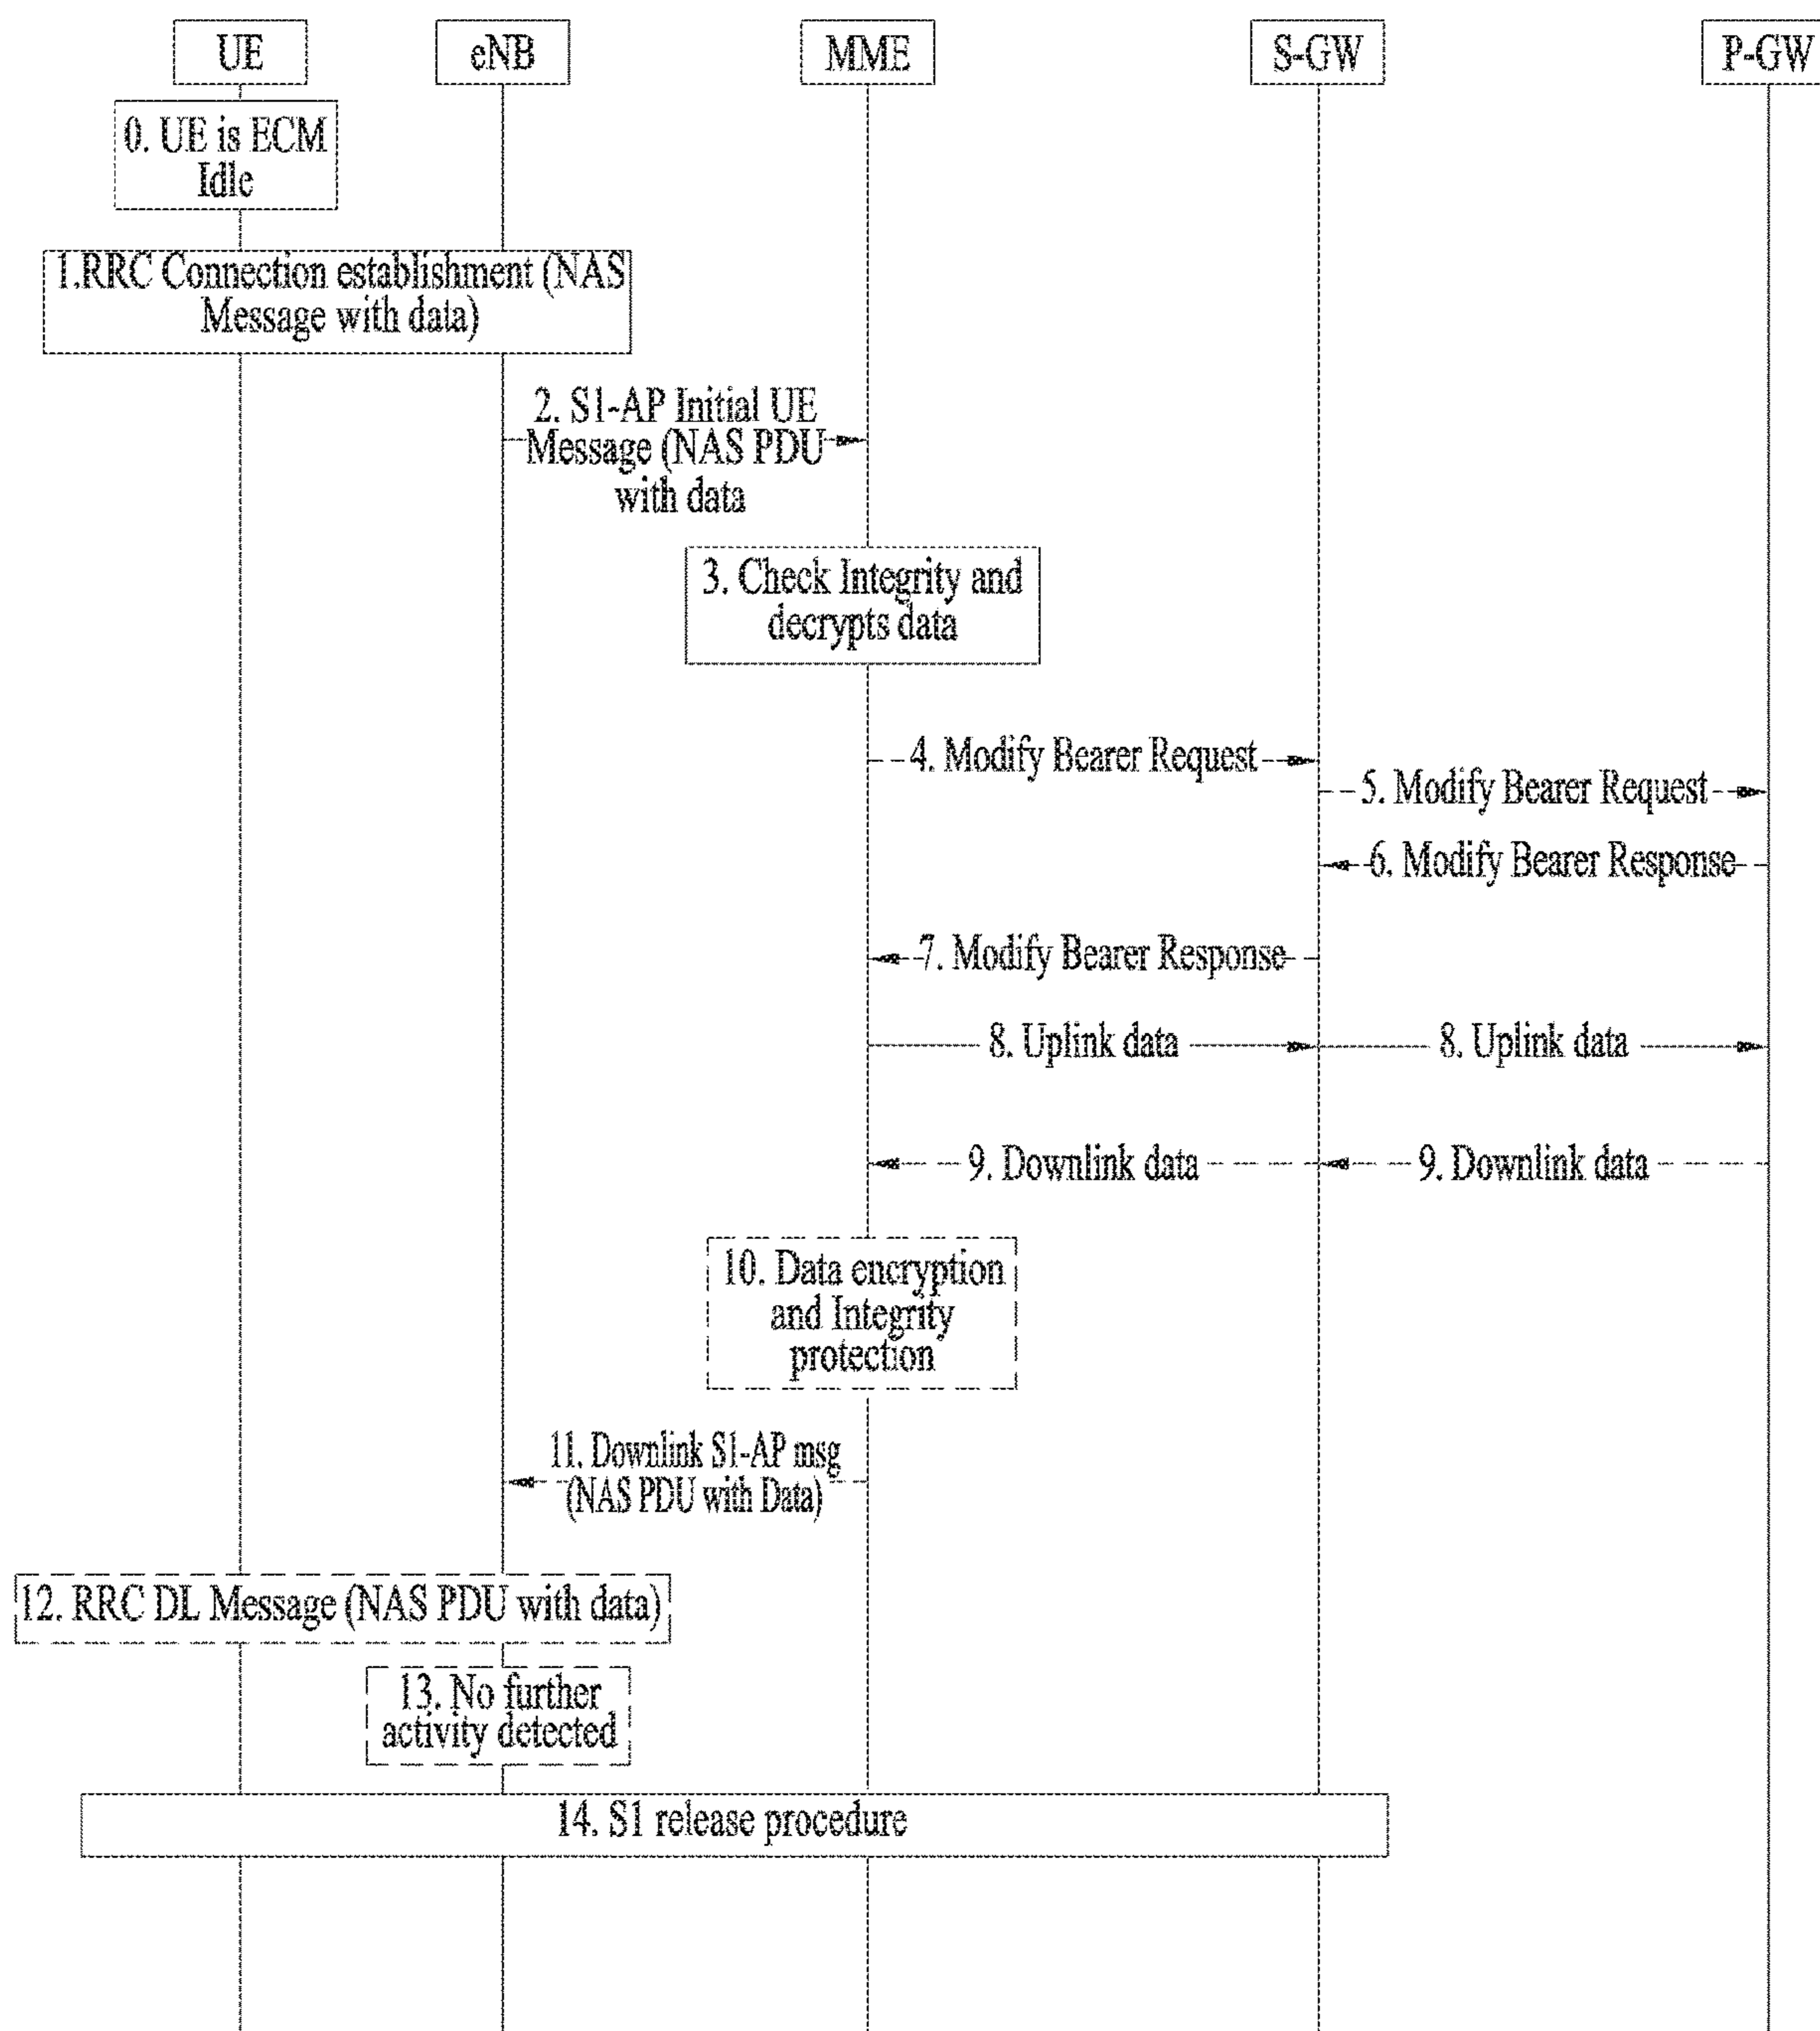 UE
eNB
MME
S-GW
P-GW
0. UE is ECM
Idle
1.RRC Connection establishment (NAS
Message with data)
2. S1-AP Initial UE
Message (NAS PDU
with data
3. Check Integrity and
decrypts data
4. Modify Bearer Request
5. Modify Bearer Request
6. Modify Bearer Response
7. Modify Bearer Response
8. Uplink data
8. Uplink data
9. Downlink data
9. Downlink data
10. Data encryption
and Integrity
protection
11. Downlink S1-AP msg
(NAS PDU with Data)
12. RRC DL Message (NAS PDU with data)
13. No further
activity detected
14. S1 release procedure